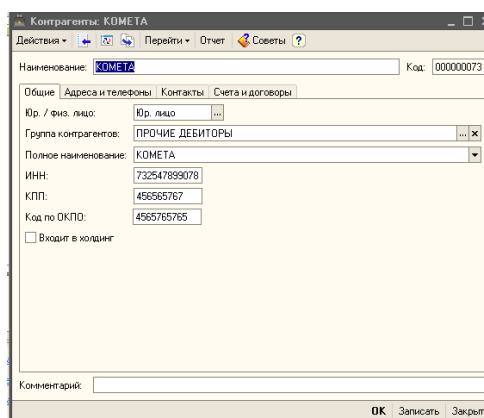 Контрагенты: КОМЕТА
Действия Перейти Отчет Советы ?
Наименование: КОМЕТА Код: 000000073
Общие Адреса и телефоны Контакты Счета и договоры
Юр. / физ. лицо: Юр. лицо ...
Группа контрагентов: ПРОЧИЕ ДЕБИТОРЫ ... x
Полное наименование: КОМЕТА
ИНН: 732547899078
КПП: 456565767
Код по ОКПО: 4565765765
Входит в холдинг
Комментарий:
OK Записать Закрыт